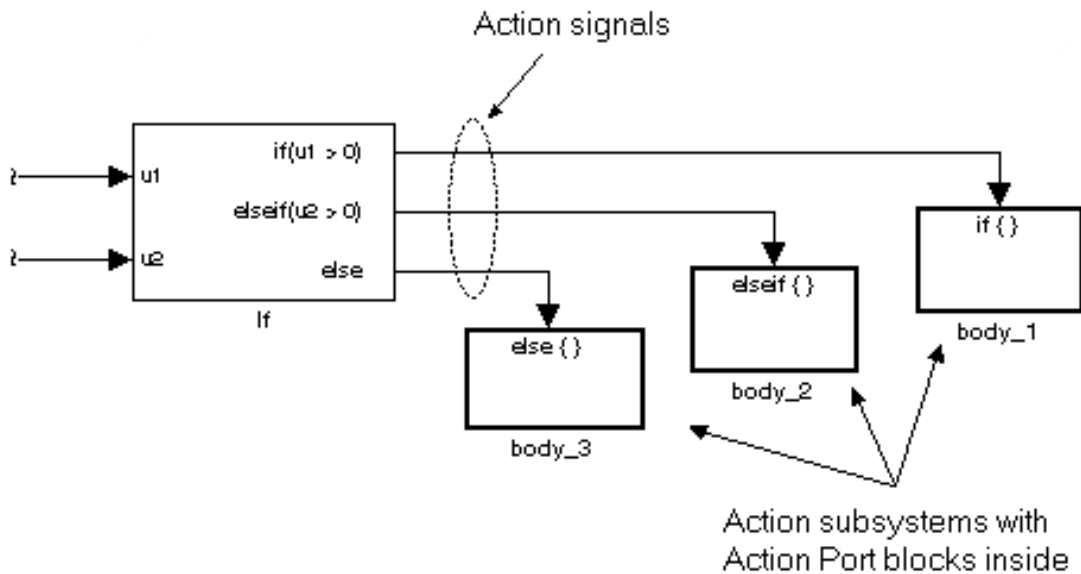 Action signals
if(u1 > 0)
u1
elseif(u2 > 0)
u2
else
If
if { }
body_1
elseif { }
body_2
else { }
body_3
Action subsystems with
Action Port blocks inside